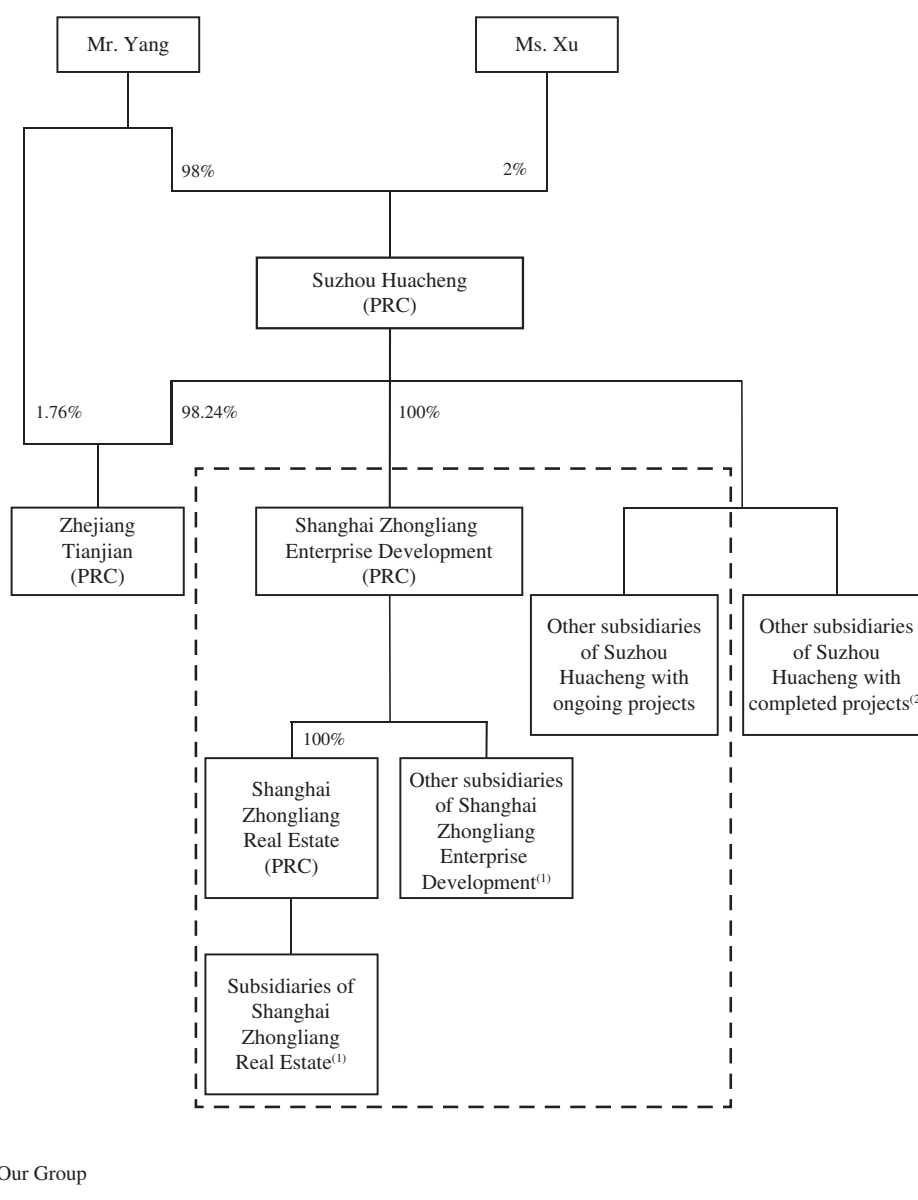 Mr. Yang
Ms. Xu
98%
2%
Suzhou Huacheng
(PRC)
1.76%
98.24%
100%
Zhejiang
Tianjian
(PRC)
Shanghai Zhongliang
Enterprise Development
(PRC)
Other subsidiaries
of Suzhou
Huacheng with
ongoing projects
Other subsidiaries
of Suzhou
Huacheng with
completed projects(2
100%
Shanghai
Zhongliang
Real Estate
(PRC)
Other subsidiaries
of Shanghai
Zhongliang
Enterprise
Development(1)
Subsidiaries of
Shanghai
Zhongliang
Real Estate(1)
Our Group